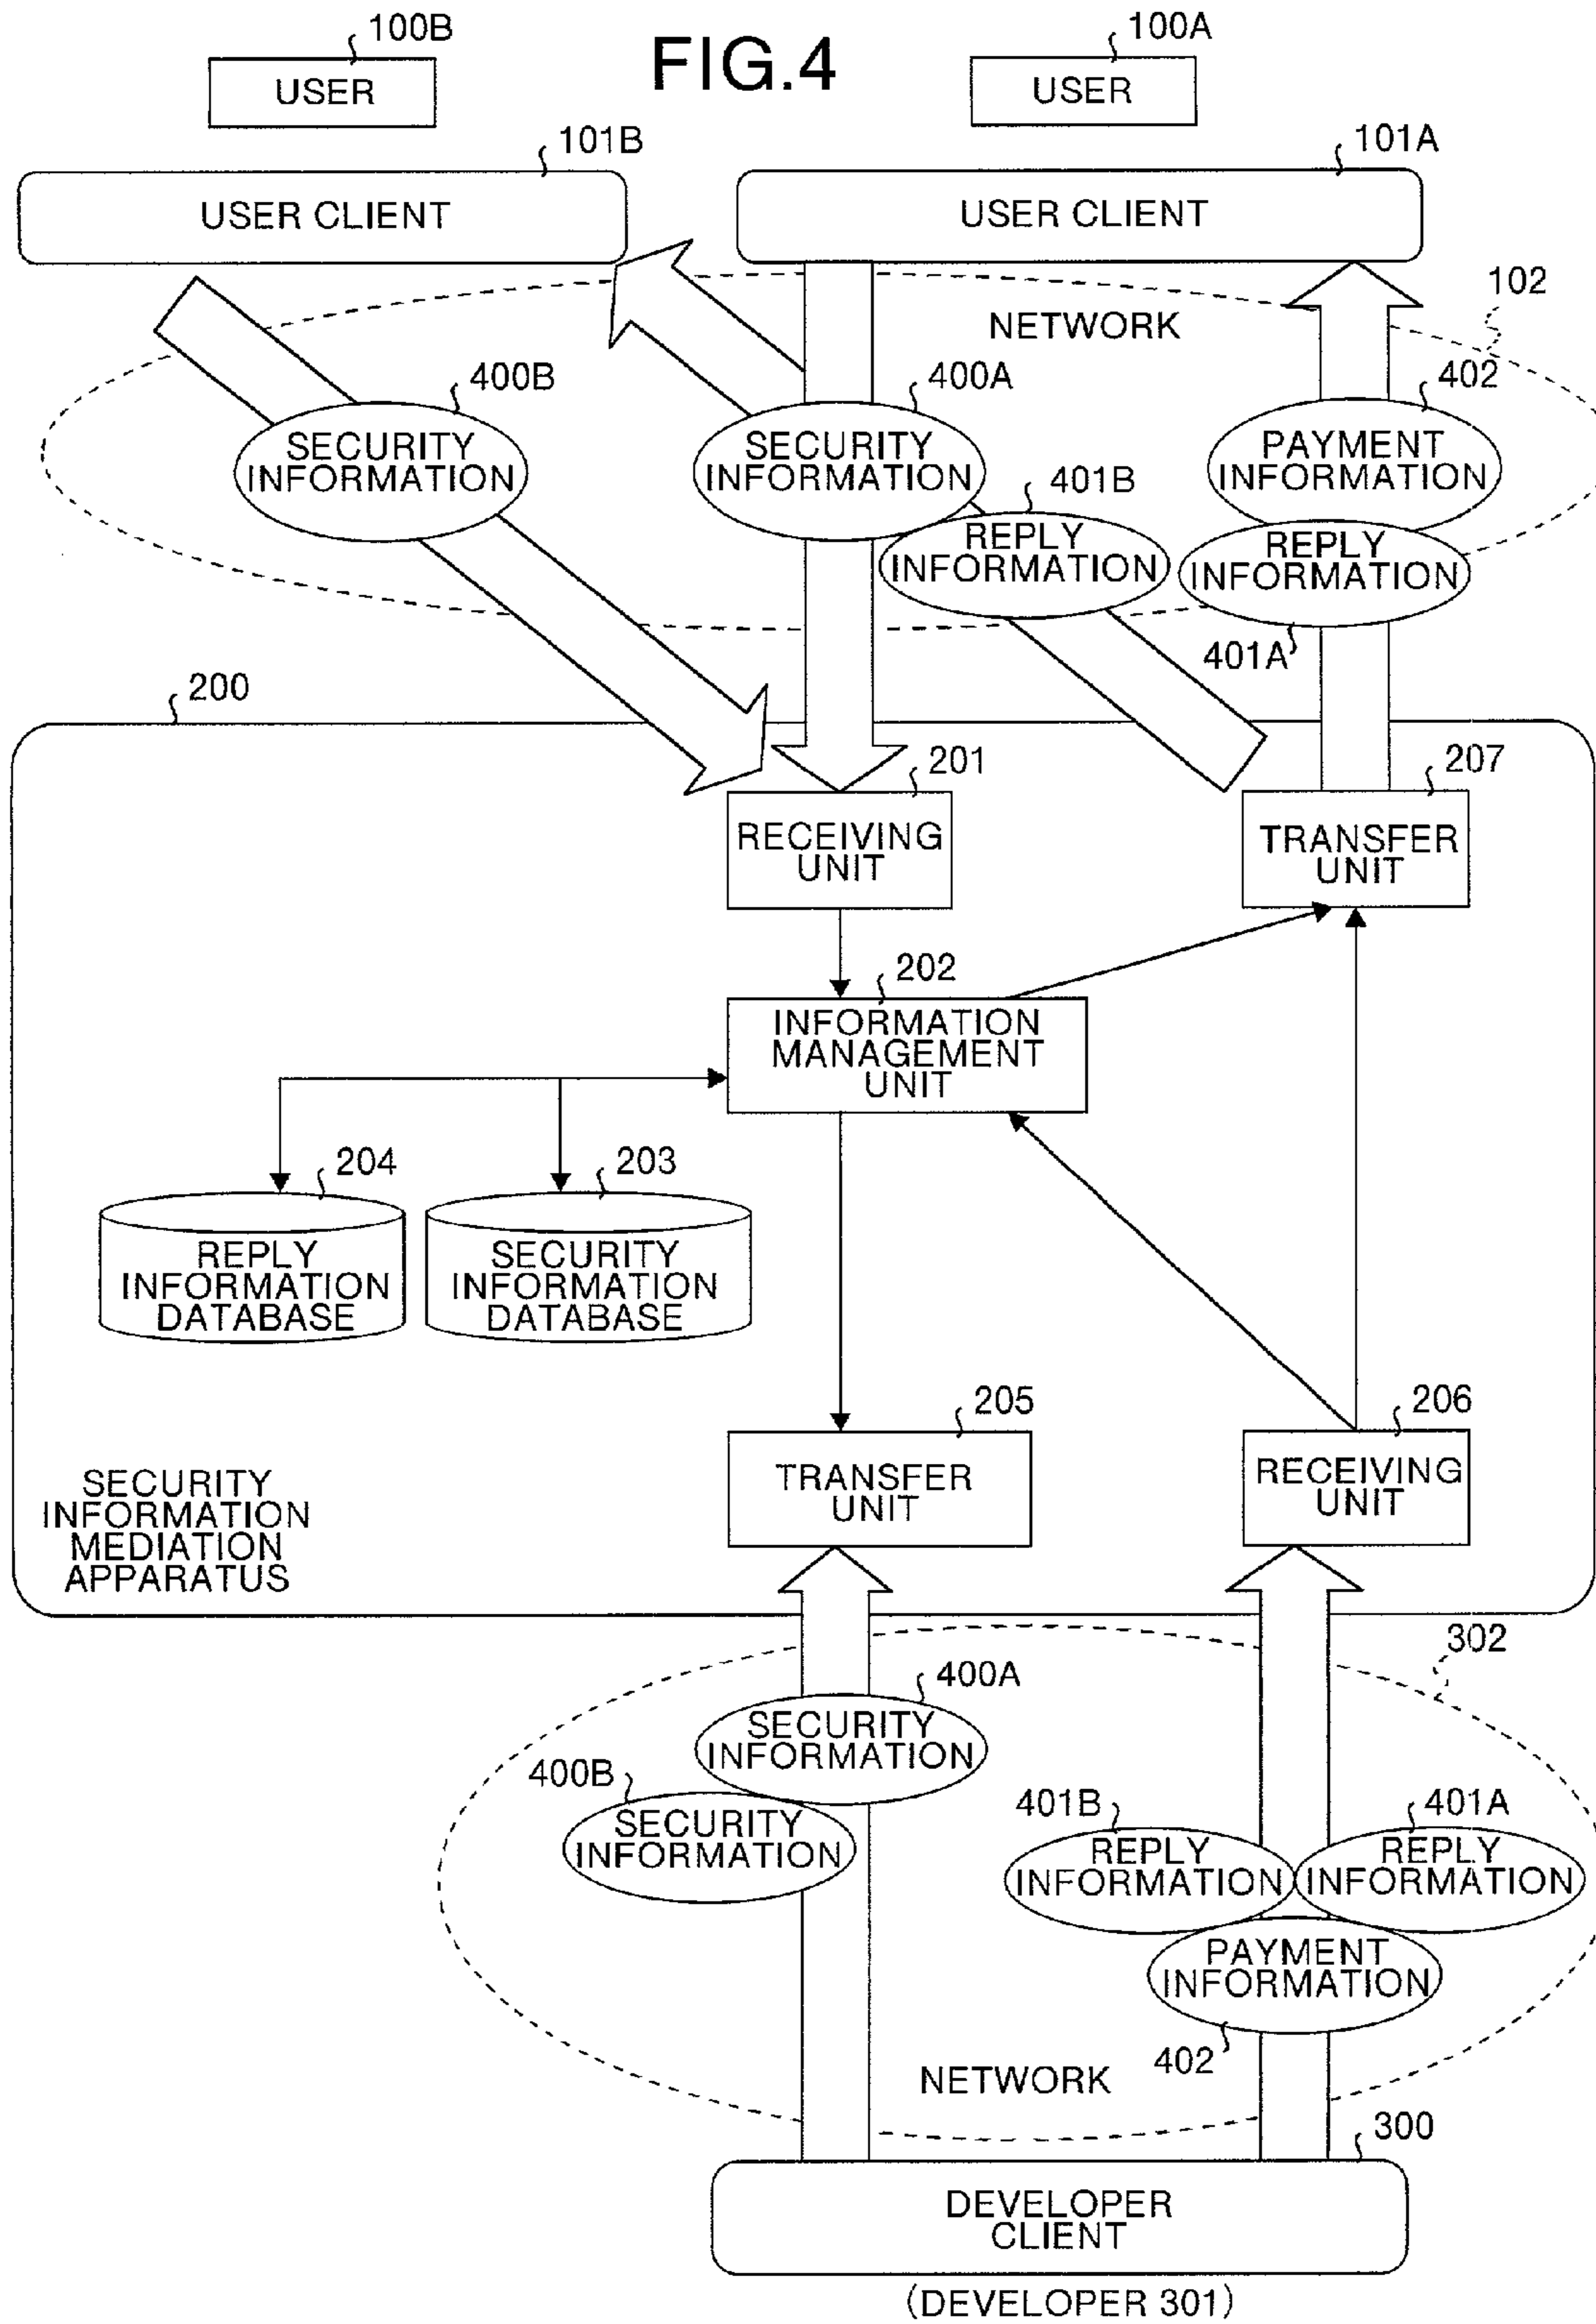 FIG.4
100B
USER
100A
USER
101B
USER CLIENT
101A
USER CLIENT
102
NETWORK
400B
SECURITY
INFORMATION
400A
SECURITY
INFORMATION
402
PAYMENT
INFORMATION
401B
REPLY
INFORMATION
REPLY
INFORMATION
401A
200
201
RECEIVING
UNIT
207
TRANSFER
UNIT
202
INFORMATION
MANAGEMENT
UNIT
204
REPLY
INFORMATION
DATABASE
203
SECURITY
INFORMATION
DATABASE
205
TRANSFER
UNIT
206
RECEIVING
UNIT
SECURITY
INFORMATION
MEDIATION
APPARATUS
302
400A
SECURITY
INFORMATION
400B
SECURITY
INFORMATION
401B
REPLY
INFORMATION
401A
REPLY
INFORMATION
PAYMENT
INFORMATION
402
NETWORK
300
DEVELOPER
CLIENT
(DEVELOPER 301)